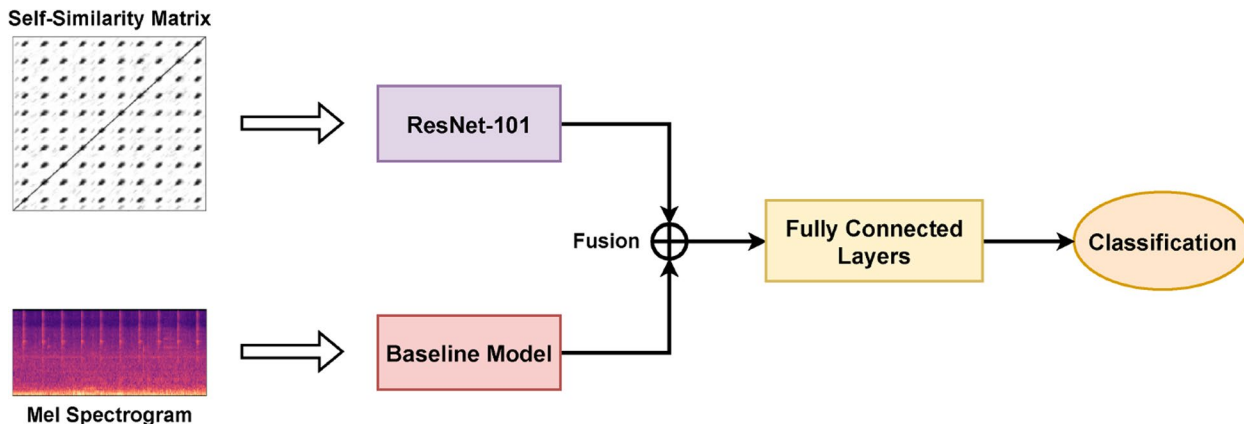 Self-Similarity Matrix
ResNet-101
Fusion
Fully Connected
Layers
Classification
Baseline Model
Mel Spectrogram